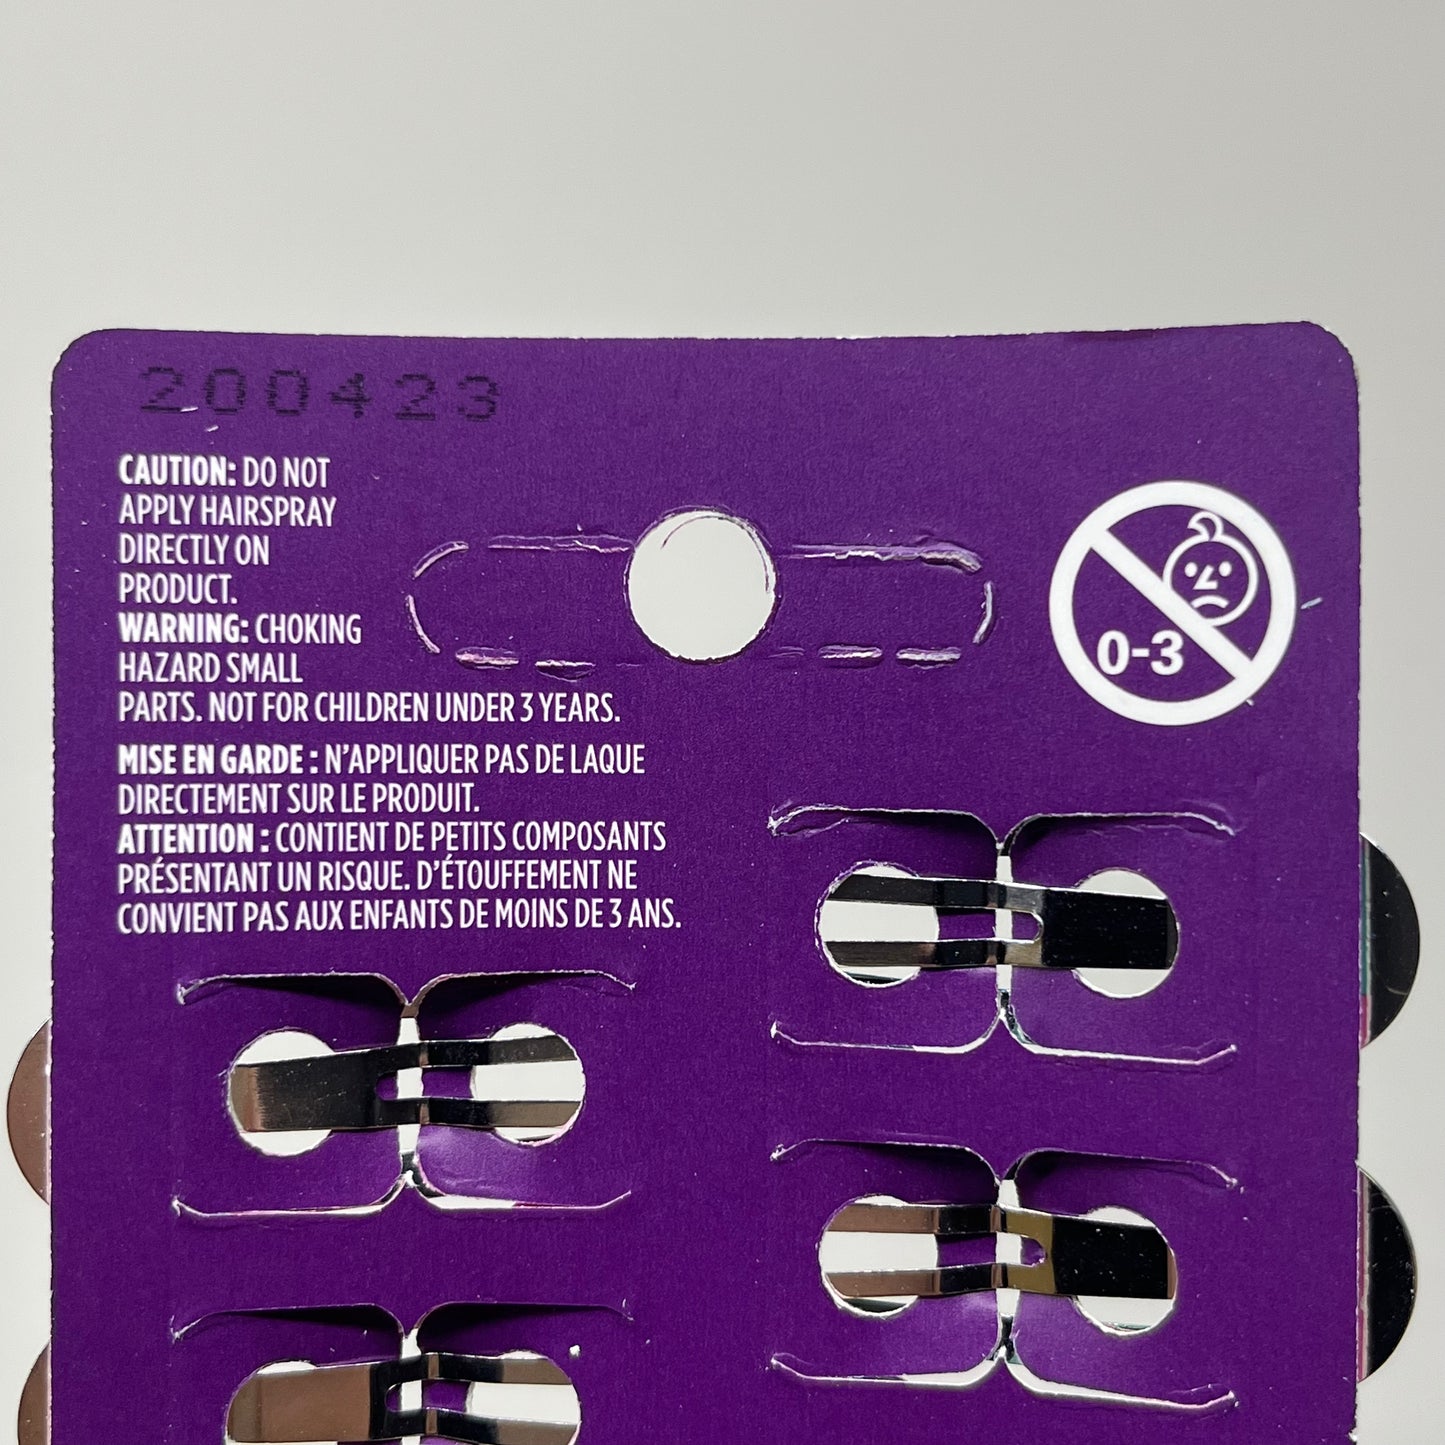 200423
CAUTION: DO NOT
APPLY HAIRSPRAY
DIRECTLY ON
PRODUCT.
WARNING: CHOKING
HAZARD SMALL
PARTS. NOT FOR CHILDREN UNDER 3 YEARS.
MISE EN GARDE : N'APPLIQUER PAS DE LAQUE
DIRECTEMENT SUR LE PRODUIT.
ATTENTION : CONTIENT DE PETITS COMPOSANTS
PRÉSENTANT UN RISQUE. D'ÉTOUFFEMENT NE
CONVIENT PAS AUX ENFANTS DE MOINS DE 3 ANS.
0-3